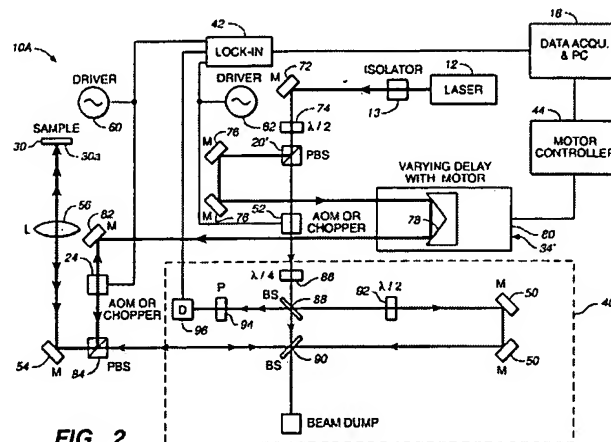 10A
LOCK-IN
42
DATA ACQU.
& PC
18
DRIVER
60
DRIVER
62
M
72
ISOLATOR
13
LASER
12
SAMPLE
30
30a
λ/2
74
MOTOR
CONTROLLER
44
M
76
20'
PBS
M
76
VARYING DELAY
WITH MOTOR
78
80
34'
L
56
82
M
52
AOM OR
CHOPPER
24
AOM OR
CHOPPER
λ/4
86
BS
88
λ/2
92
M
50
P
94
D
96
54
M
84
PBS
BS
90
50
M
BEAM DUMP
FIG. 2